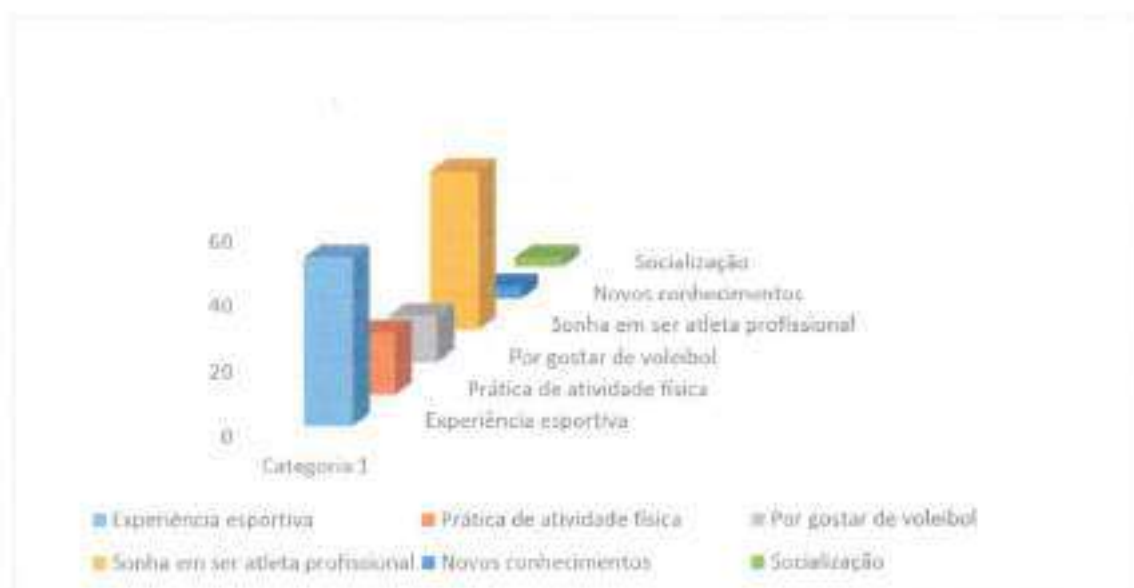 60
Socialização
Novos conhecimentos
40
Sonha em ser atleta profissional
Por gostar de voleibol
20
Prática de atividade física
Experiência esportiva
0
Categoria 1
Experiência esportiva Prática de atividade física Por gostar de voleibol
Sonha em ser atleta profissional Novos conhecimentos Socialização